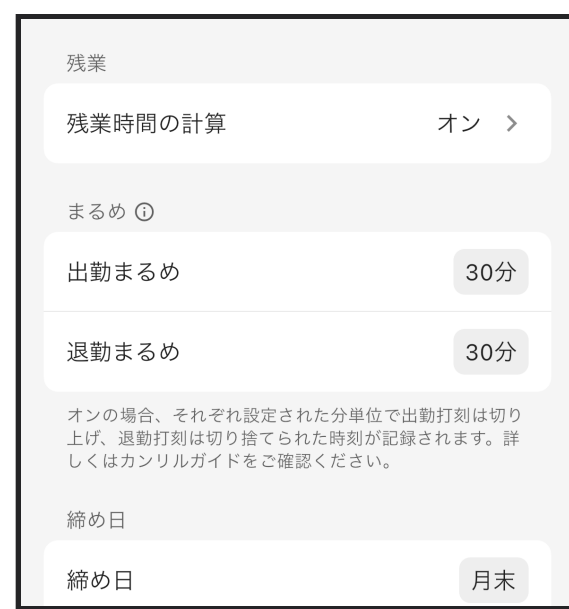 残業
残業時間の計算 オン
まるめ
出勤まるめ 30分
退勤まるめ 30分
オンの場合、それぞれ設定された分単位で出勤打刻は切り
上げ、退勤打刻は切り捨てられた時刻が記録されます。詳
しくはカンリルガイドをご確認ください。
締め日
締め日 月末